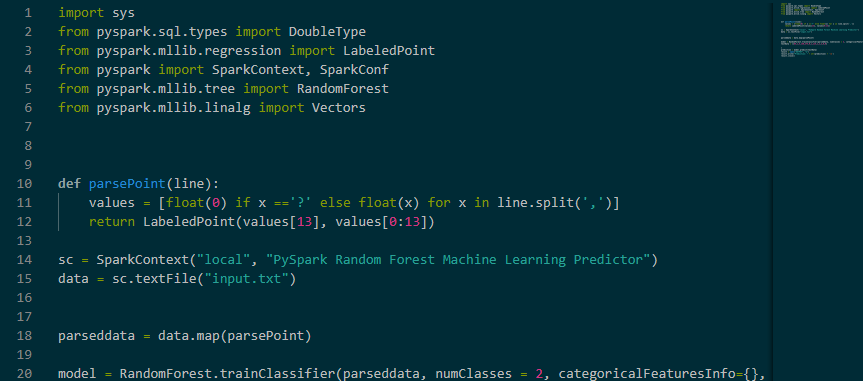 1 import sys
2 from pyspark.sql.types import DoubleType
3 from pyspark.mllib.regression import LabeledPoint
4 from pyspark import SparkContext, SparkConf
5 from pyspark.mllib.tree import RandomForest
6 from pyspark.mllib.linalg import Vectors
7
8
9
10 def parsePoint(line):
11     values = [float(0) if x =='?' else float(x) for x in line.split(',')]
12     return LabeledPoint(values[13], values[0:13])
13
14 sc = SparkContext("local", "PySpark Random Forest Machine Learning Predictor")
15 data = sc.textFile("input.txt")
16
17
18 parseddata = data.map(parsePoint)
19
20 model = RandomForest.trainClassifier(parseddata, numClasses = 2, categoricalFeaturesInfo={},